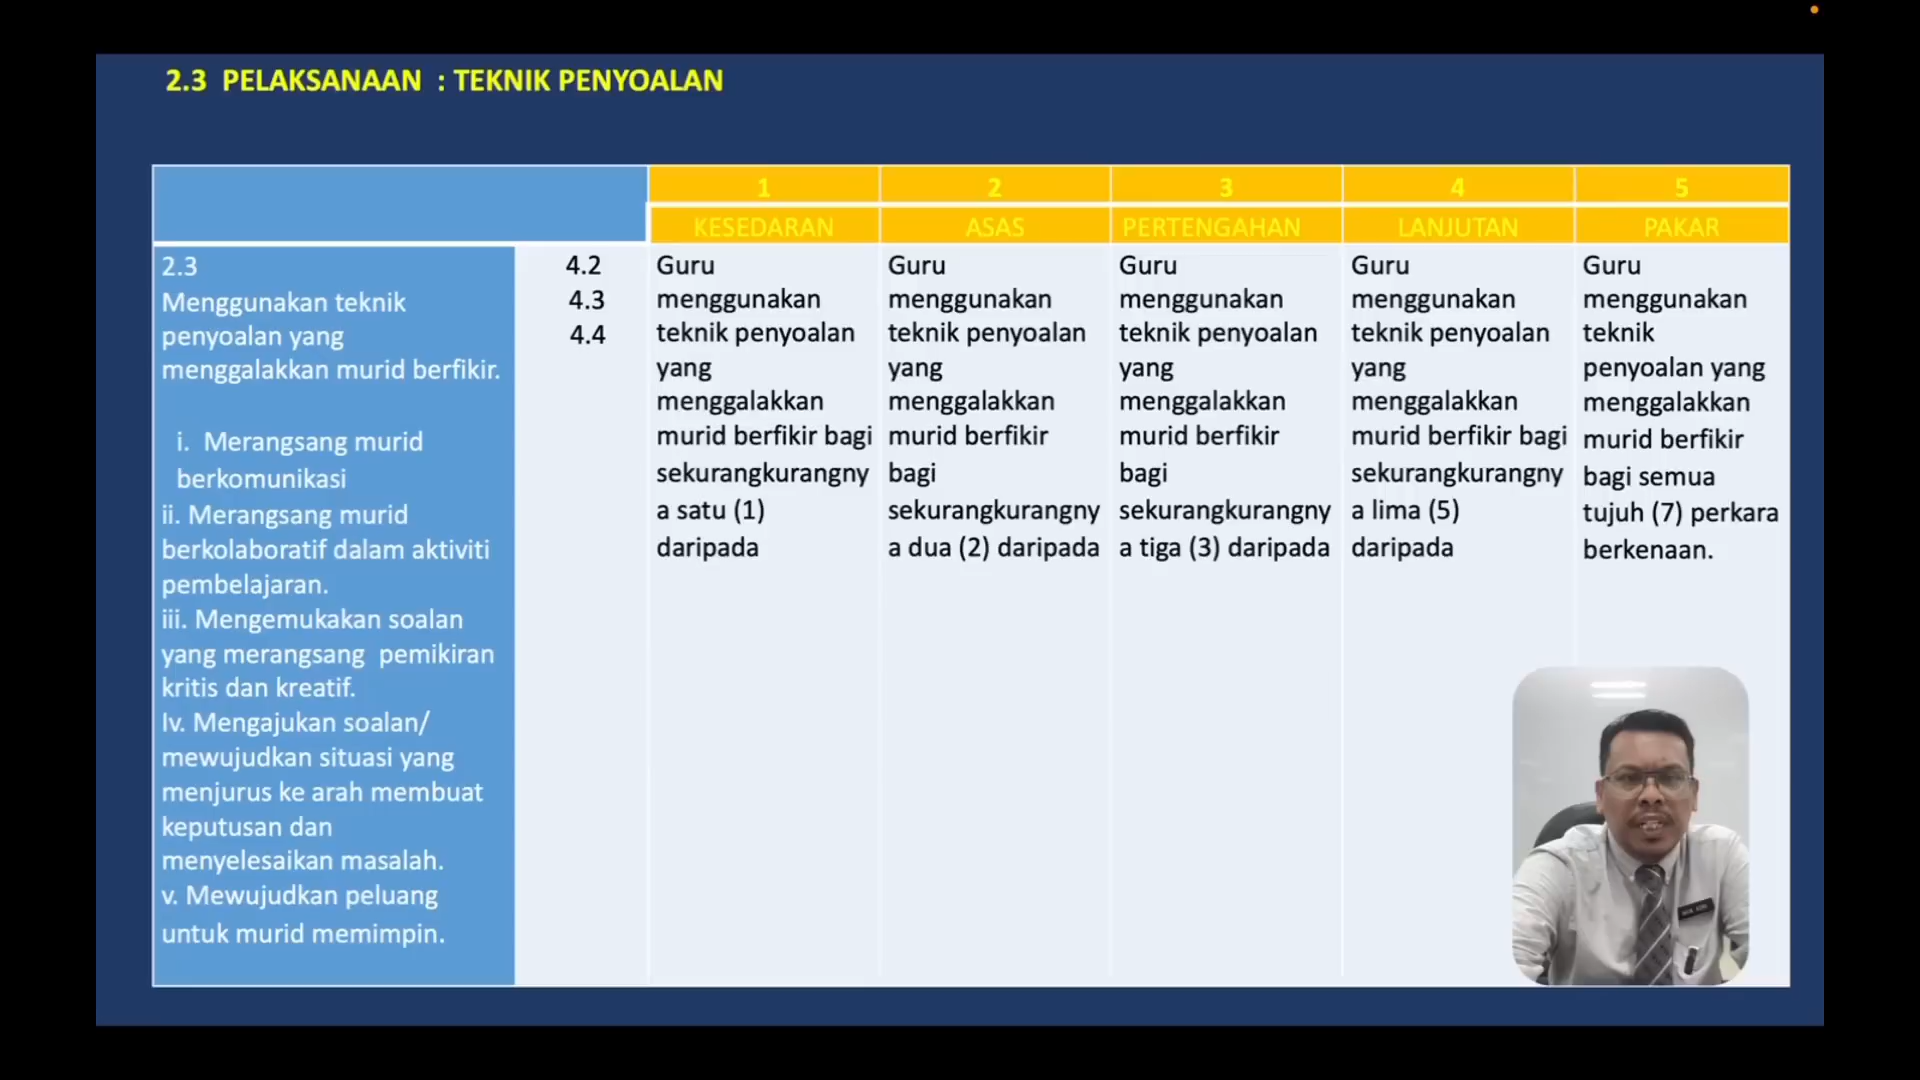 2.3 PELAKSANAAN : TEKNIK PENYOALAN
1
2
3
4
5
KESEDARAN
ASAS
PERTENGAHAN
LANJUTAN
PAKAR
2.3
Menggunakan teknik
penyoalan yang
menggalakkan murid berfikir.
i. Merangsang murid
berkomunikasi
ii. Merangsang murid
berkolaboratif dalam aktiviti
pembelajaran.
iii. Mengemukakan soalan
yang merangsang pemikiran
kritis dan kreatif.
Iv. Mengajukan soalan/
mewujudkan situasi yang
menjurus ke arah membuat
keputusan dan
menyelesaikan masalah.
v. Mewujudkan peluang
untuk murid memimpin.
4.2
4.3
4.4
Guru
menggunakan
teknik penyoalan
yang
menggalakkan
murid berfikir bagi
sekurangkurangny
a satu (1)
daripada
Guru
menggunakan
teknik penyoalan
yang
menggalakkan
murid berfikir
bagi
sekurangkurangny
a dua (2) daripada
Guru
menggunakan
teknik penyoalan
yang
menggalakkan
murid berfikir
bagi
sekurangkurangny
a tiga (3) daripada
Guru
menggunakan
teknik penyoalan
yang
menggalakkan
murid berfikir bagi
sekurangkurangny
a lima (5)
daripada
Guru
menggunakan
teknik
penyoalan yang
menggalakkan
murid berfikir
bagi semua
tujuh (7) perkara
berkenaan.